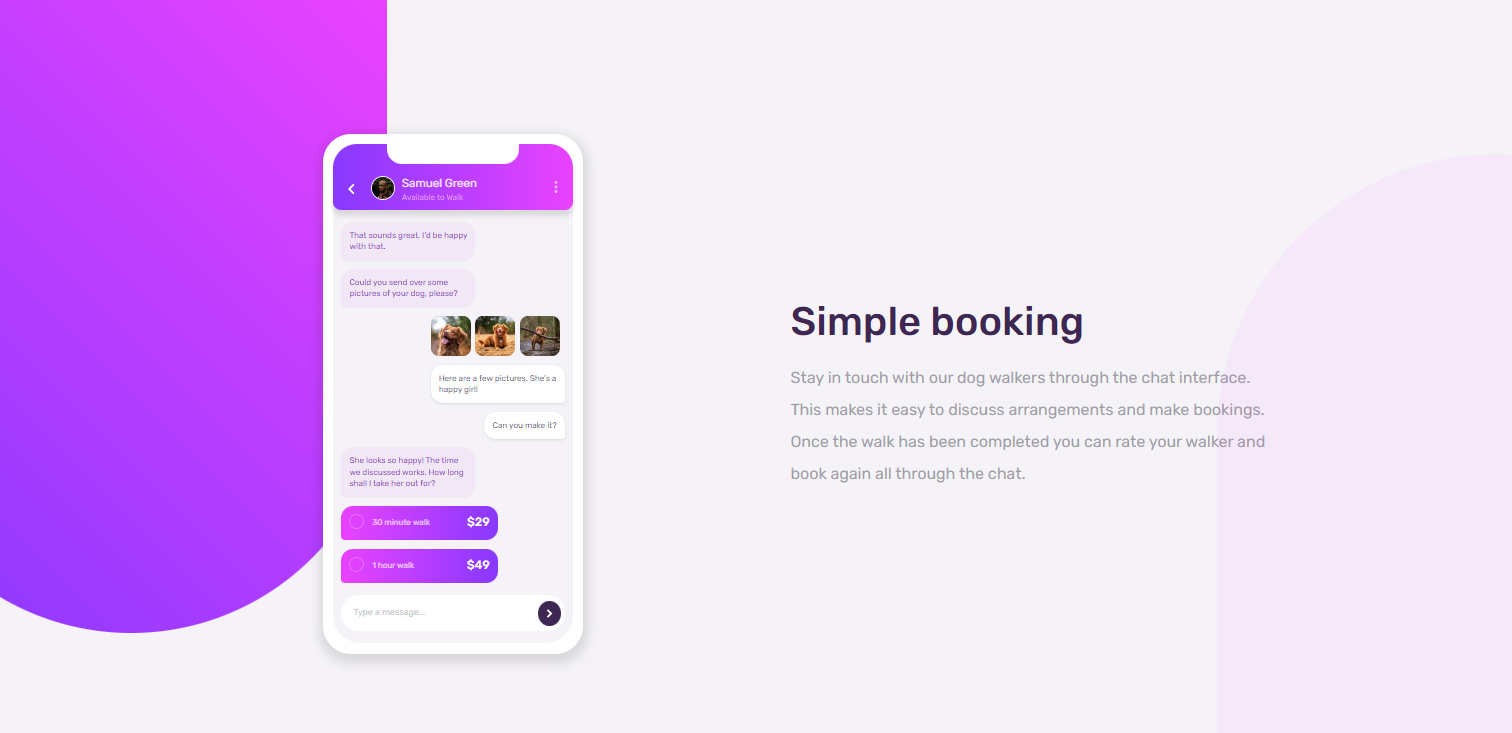 Samuel Green
Available to Walk
That sounds great. I'd be happy
with that.
Could you send over some
pictures of your dog, please?
Here are a few pictures. She's a
happy girl!
Can you make it?
She looks so happy! The time
we discussed works. How long
shall I take her out for?
30 minute walk $29
1 hour walk $49
Type a message...
Simple booking
Stay in touch with our dog walkers through the chat interface.
This makes it easy to discuss arrangements and make bookings.
Once the walk has been completed you can rate your walker and
book again all through the chat.